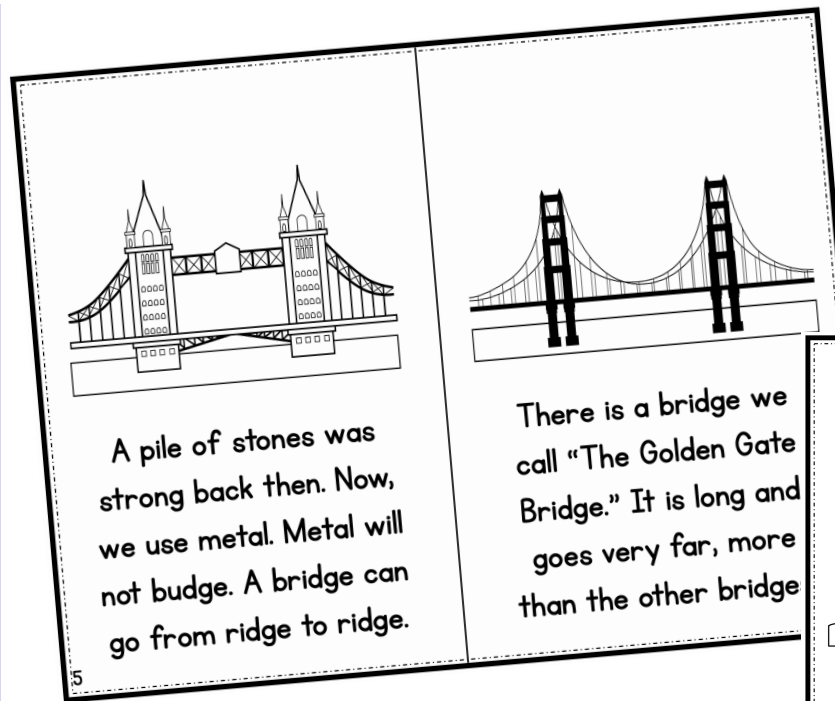 A pile of stones was
strong back then. Now,
we use metal. Metal will
not budge. A bridge can
go from ridge to ridge.
5
There is a bridge we
call “The Golden Gate
Bridge.” It is long and
goes very far, more
than the other bridge